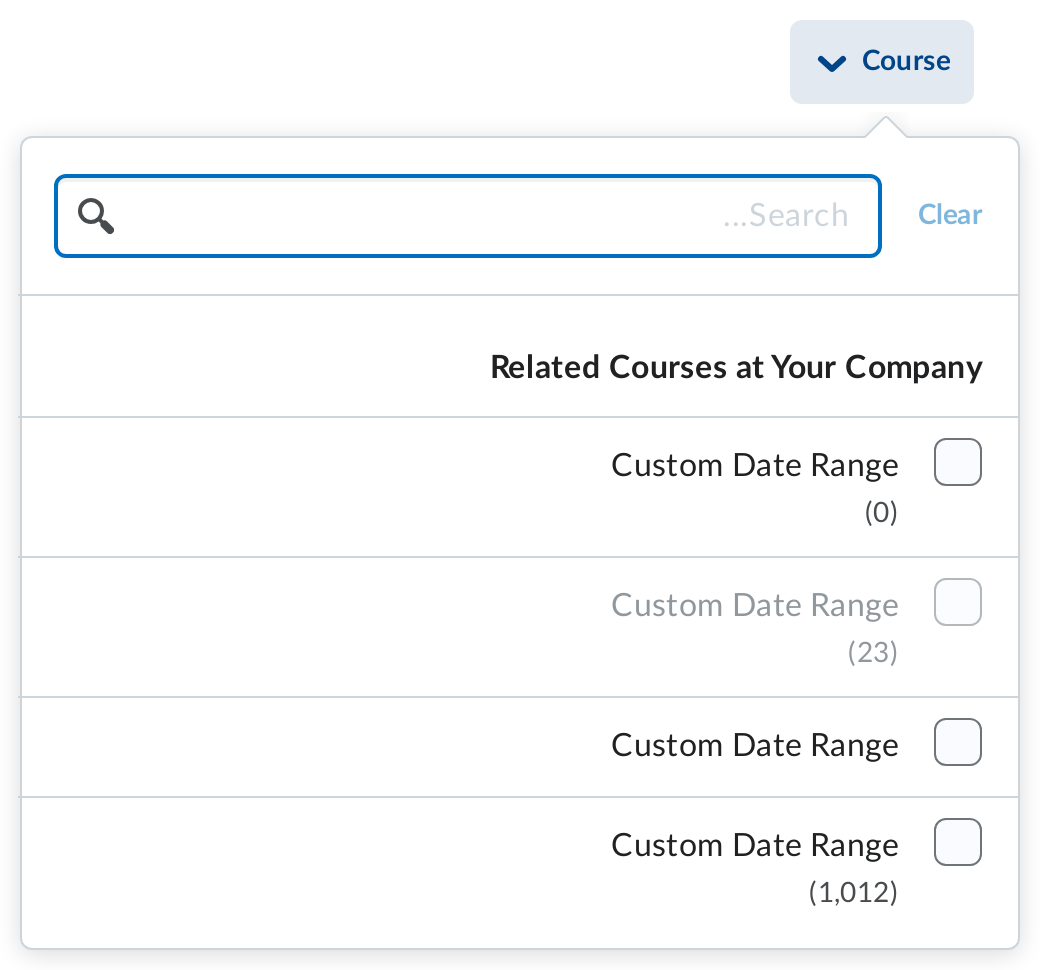 Course
...Search
Clear
Related Courses at Your Company
Custom Date Range
(0)
Custom Date Range
(23)
Custom Date Range
Custom Date Range
(1,012)